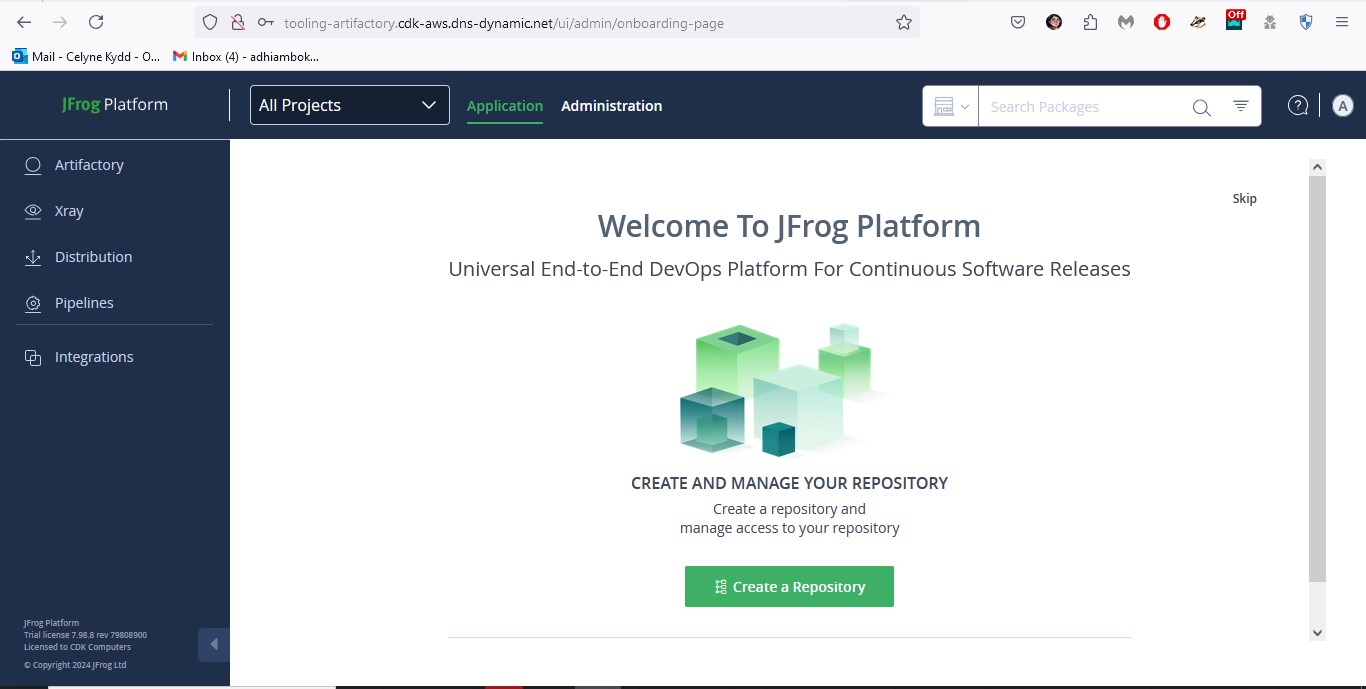 tooling-artifactory.cdk-aws.dns-dynamic.net/ui/admin/onboarding-page
Off
Mail - Celyne Kydd - O...
Inbox (4) - adhiambok...
JFrog Platform
All Projects
Application
Administration
Search Packages
?
A
Artifactory
Xray
Distribution
Pipelines
Integrations
Skip
Welcome To JFrog Platform
Universal End-to-End DevOps Platform For Continuous Software Releases
CREATE AND MANAGE YOUR REPOSITORY
Create a repository and
manage access to your repository
Create a Repository
JFrog Platform
Trial license 7.98.8 rev 79808900
Licensed to CDK Computers
© Copyright 2024 JFrog Ltd